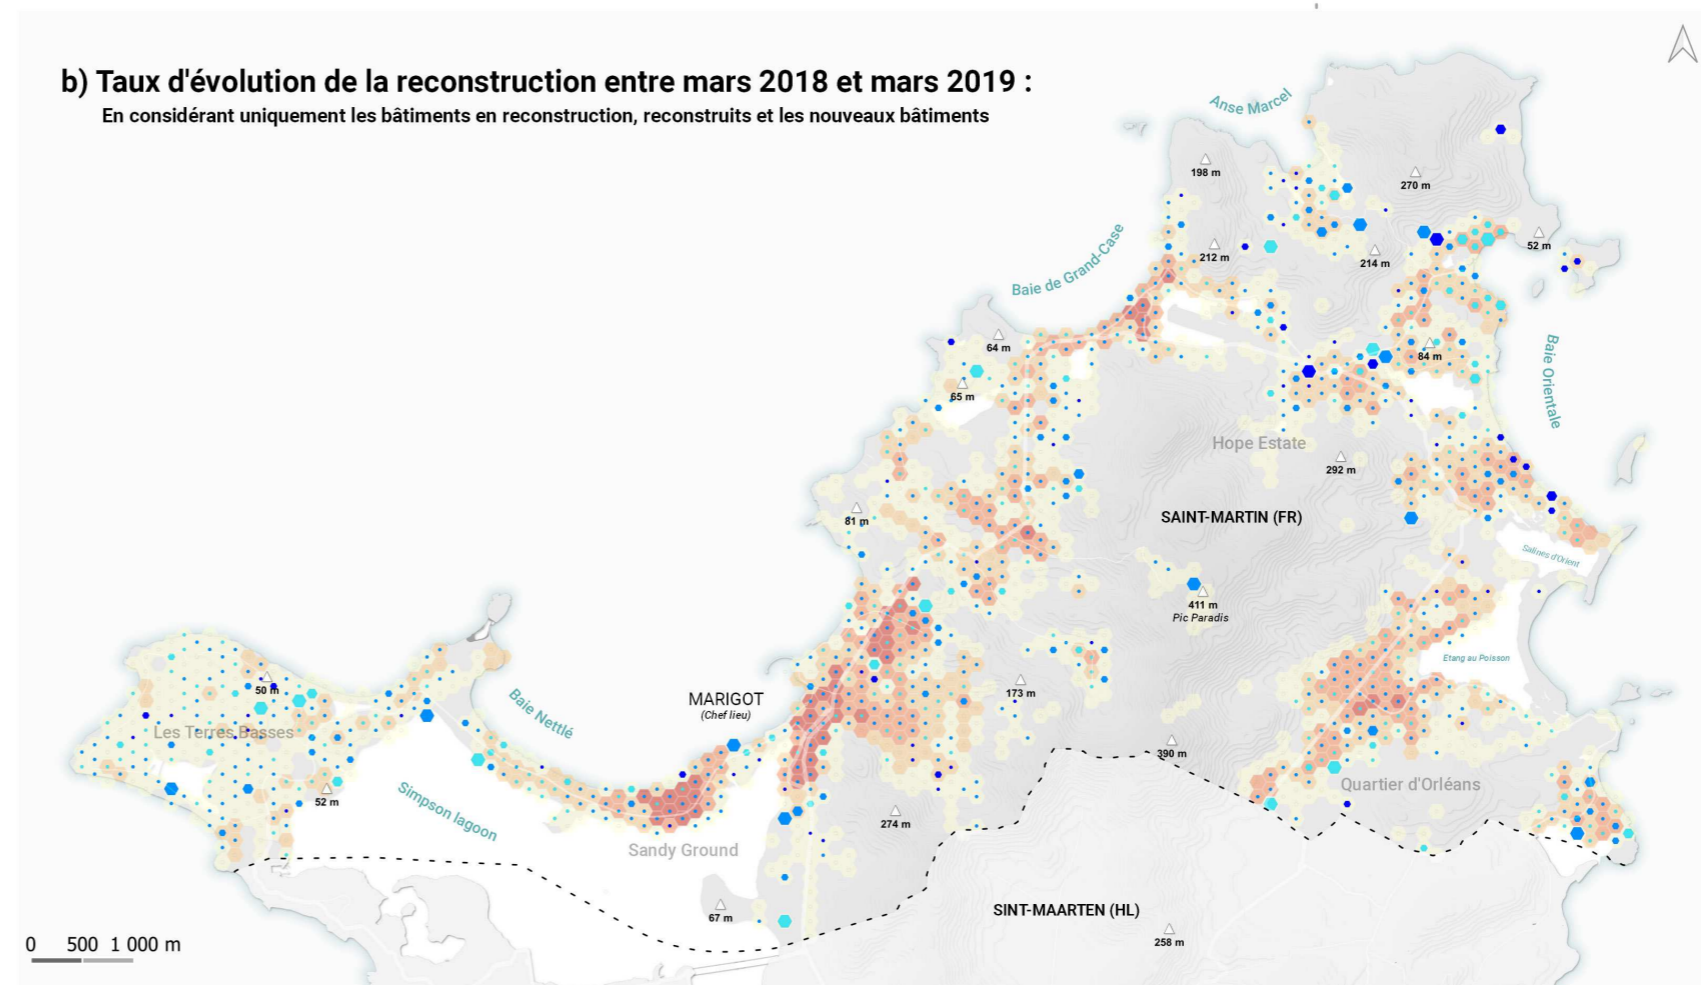 b) Taux d'évolution de la reconstruction entre mars 2018 et mars 2019 :
En considérant uniquement les bâtiments en reconstruction, reconstruits et les nouveaux bâtiments
Anse Marcel
198 m
270 m
212 m
214 m
52 m
Baie de Grand-Case
64 m
65 m
84 m
Baie Orientale
Hope Estate
292 m
81 m
SAINT-MARTIN (FR)
Salines d'Orient
411 m
Pic Paradis
Etang au Poisson
50 m
Les Terres Basses
Baie Nettlé
MARIGOT
(Chef lieu)
173 m
390 m
Quartier d'Orléans
52 m
Simpson lagoon
274 m
Sandy Ground
67 m
SINT-MAARTEN (HL)
258 m
0 500 1 000 m